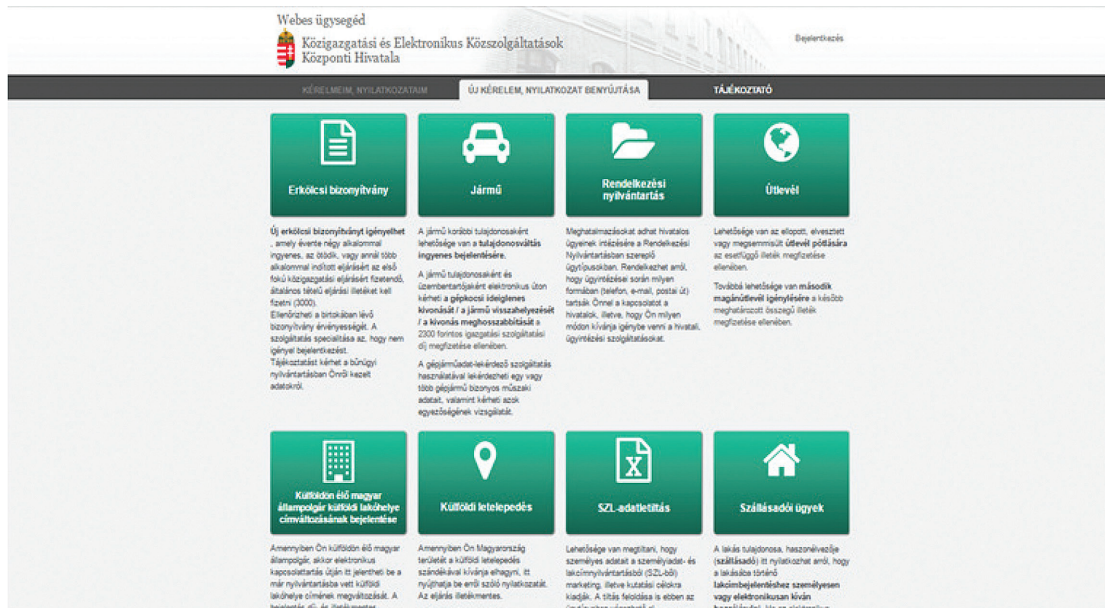 Webes ügysegéd
Közigazgatási és Elektronikus Közszolgáltatások
Központi Hivatala
Bejelentkezés
KÉRELMEIM, NYILATKOZATAIM
ÚJ KÉRELEM, NYILATKOZAT BENYÚJTÁSA
TÁJÉKOZTATÓ
Erkölcsi bizonyítvány
Új erkölcsi bizonyítványt igényelhet
, amely évente négy alkalommal
ingyenes, az ötödik, vagy annál több
alkalommal indított eljárásért az első
fokú közigazgatási eljárásért fizetendő,
általános tételű eljárási illetéket kell
fizetni (3000).
Ellenőrizheti a birtokában lévő
bizonyítvány érvényességét. A
szolgáltatás specialitása az, hogy nem
igényel bejelentkezést.
Tájékoztatást kérhet a bűnügyi
nyilvántartásban Önről kezelt
adatokról.
Jármű
A jármű korábbi tulajdonosaként
lehetősége van a tulajdonosváltás
ingyenes bejelentésére.
A jármű tulajdonosaként és
üzembentartójaként elektronikus úton
kérheti a gépkocsi ideiglenes
kivonását / a jármű visszahelyezését
/ a kivonás meghosszabbítását a
2300 forintos igazgatási szolgáltatási
díj megfizetése ellenében.
A gépjárműadat-lekérdező szolgáltatás
használatával lekérdezheti egy vagy
több gépjármű bizonyos műszaki
adatait, valamint kérheti azok
egyezőségének vizsgálatát.
Rendelkezési
nyilvántartás
Meghatalmazásokat adhat hivatalos
ügyeinek intézésére a Rendelkezési
Nyilvántartásban szereplő
ügytípusokban. Rendelkezhet arról,
hogy ügyintézései során milyen
formában (telefon, e-mail, postai út)
tartsák Önnel a kapcsolatot a
hivatalok, illetve, hogy Ön milyen
módon kívánja igénybe venni a hivatali,
ügyintézési szolgáltatásokat.
Útlevél
Lehetősége van az ellopott, elvesztett
vagy megsemmisült útlevél pótlására
az esetfüggő illeték megfizetése
ellenében.
Továbbá lehetősége van második
magánútlevél igénylésére a később
meghatározott összegű illeték
megfizetése ellenében.
Külföldön élő magyar
állampolgár külföldi lakóhelye
címváltozásának bejelentése
Amennyiben Ön külföldön élő magyar
állampolgár, akkor elektronikus
kapcsolattartás útján itt jelentheti be a
már nyilvántartásba vett külföldi
lakóhelye címének megváltozását. A
bejelentés díj- és illetékmentes.
Külföldi letelepedés
Amennyiben Ön Magyarország
területét a külföldi letelepedés
szándékával kívánja elhagyni, itt
nyújthatja be erről szóló nyilatkozatát.
Az eljárás illetékmentes.
SZL-adatletiltás
Lehetősége van megtiltani, hogy
személyes adatait a személyiadat- és
lakcímnyilvántartásból (SZL-ből)
marketing, illetve kutatási célokra
kiadják. A tiltás feloldása is ebben az
Szállásadói ügyek
A lakás tulajdonosa, haszonélvezője
(szállásadó) itt nyilatkozhat arról, hogy
a lakásába történő
lakcímbejelentéshez személyesen
vagy elektronikusan kíván